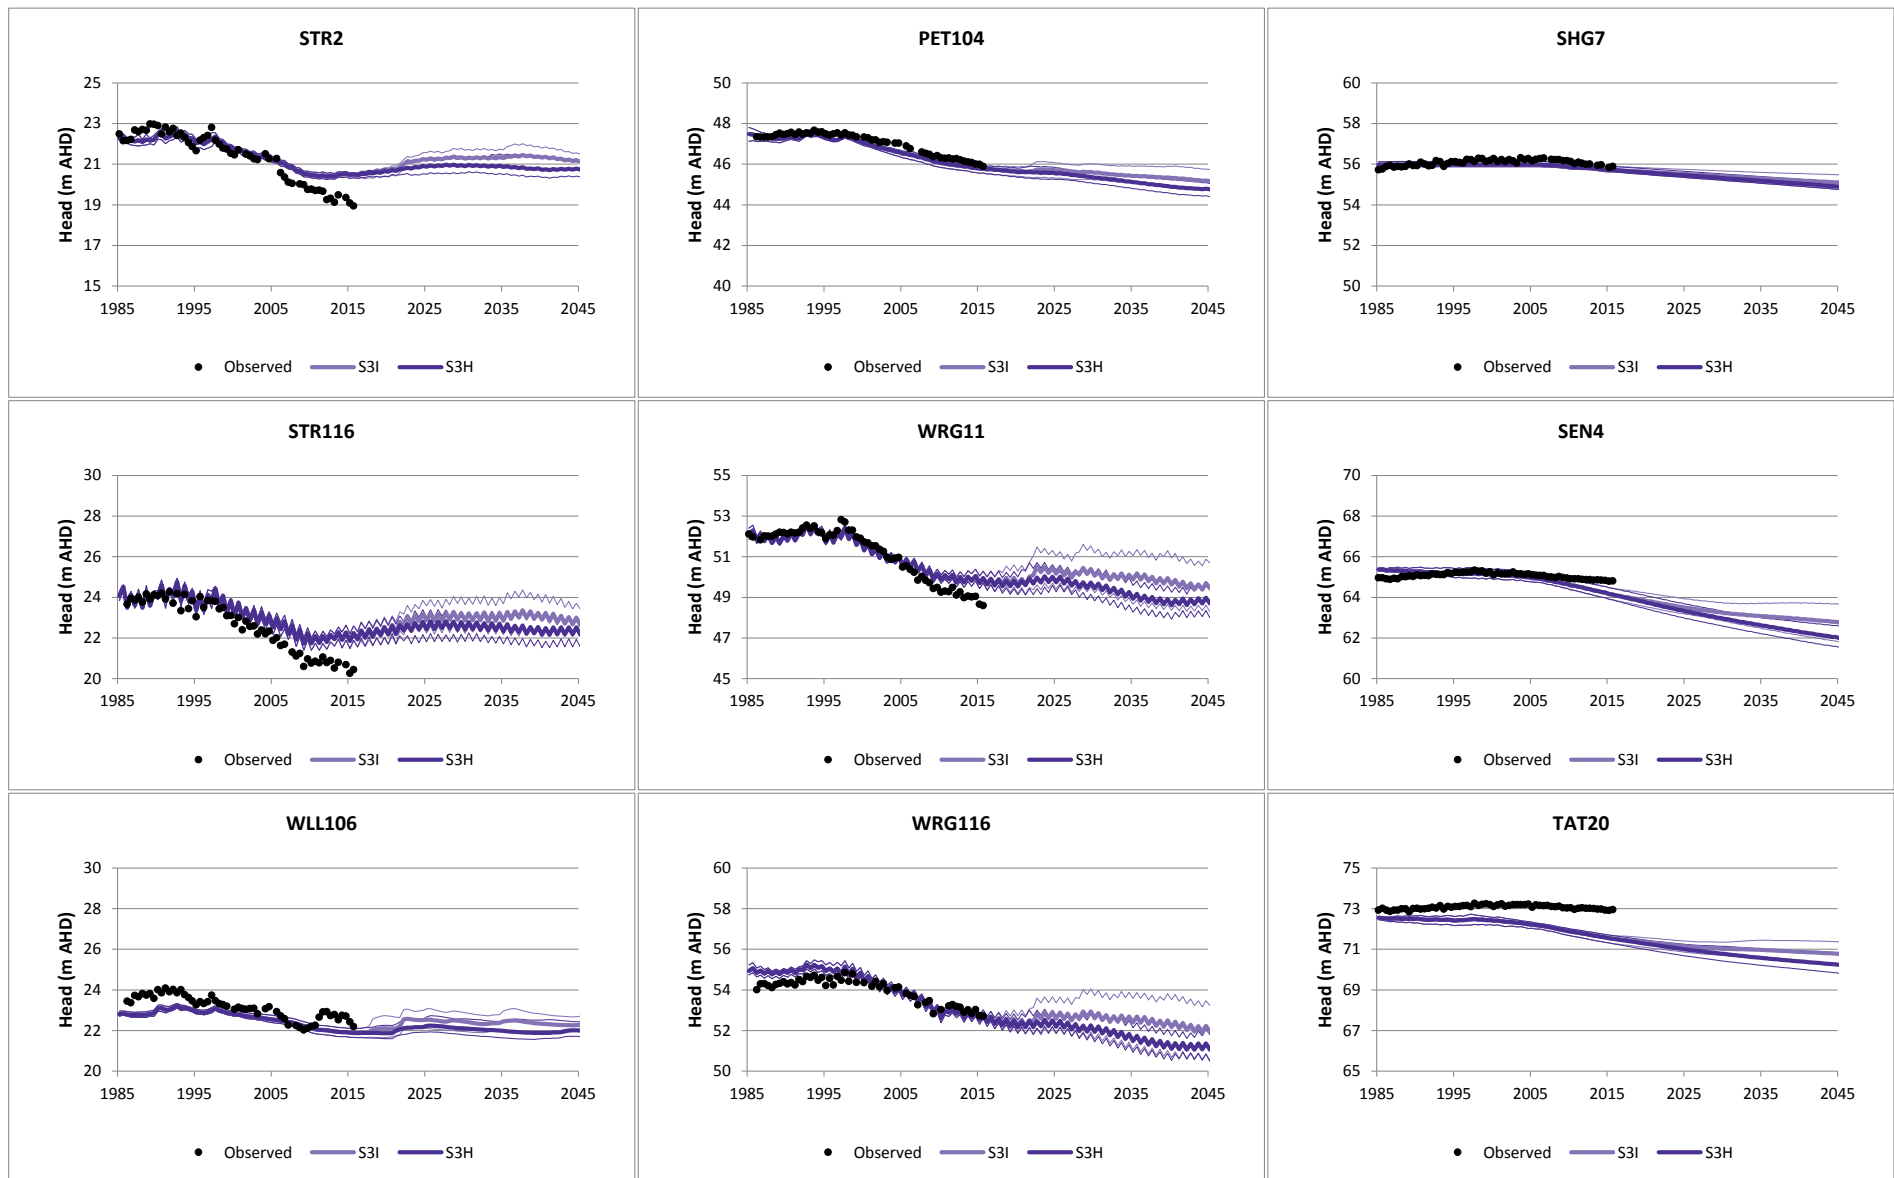 STR2
Head (m AHD)
25
23
21
19
17
15
1985 1995 2005 2015 2025 2035 2045
Observed S3I S3H
PET104
Head (m AHD)
50
48
46
44
42
40
1985 1995 2005 2015 2025 2035 2045
Observed S3I S3H
SHG7
Head (m AHD)
60
58
56
54
52
50
1985 1995 2005 2015 2025 2035 2045
Observed S3I S3H
STR116
Head (m AHD)
30
28
26
24
22
20
1985 1995 2005 2015 2025 2035 2045
Observed S3I S3H
WRG11
Head (m AHD)
55
53
51
49
47
45
1985 1995 2005 2015 2025 2035 2045
Observed S3I S3H
SEN4
Head (m AHD)
70
68
66
64
62
60
1985 1995 2005 2015 2025 2035 2045
Observed S3I S3H
WLL106
Head (m AHD)
30
28
26
24
22
20
1985 1995 2005 2015 2025 2035 2045
Observed S3I S3H
WRG116
Head (m AHD)
60
58
56
54
52
50
1985 1995 2005 2015 2025 2035 2045
Observed S3I S3H
TAT20
Head (m AHD)
75
73
71
69
67
65
1985 1995 2005 2015 2025 2035 2045
Observed S3I S3H